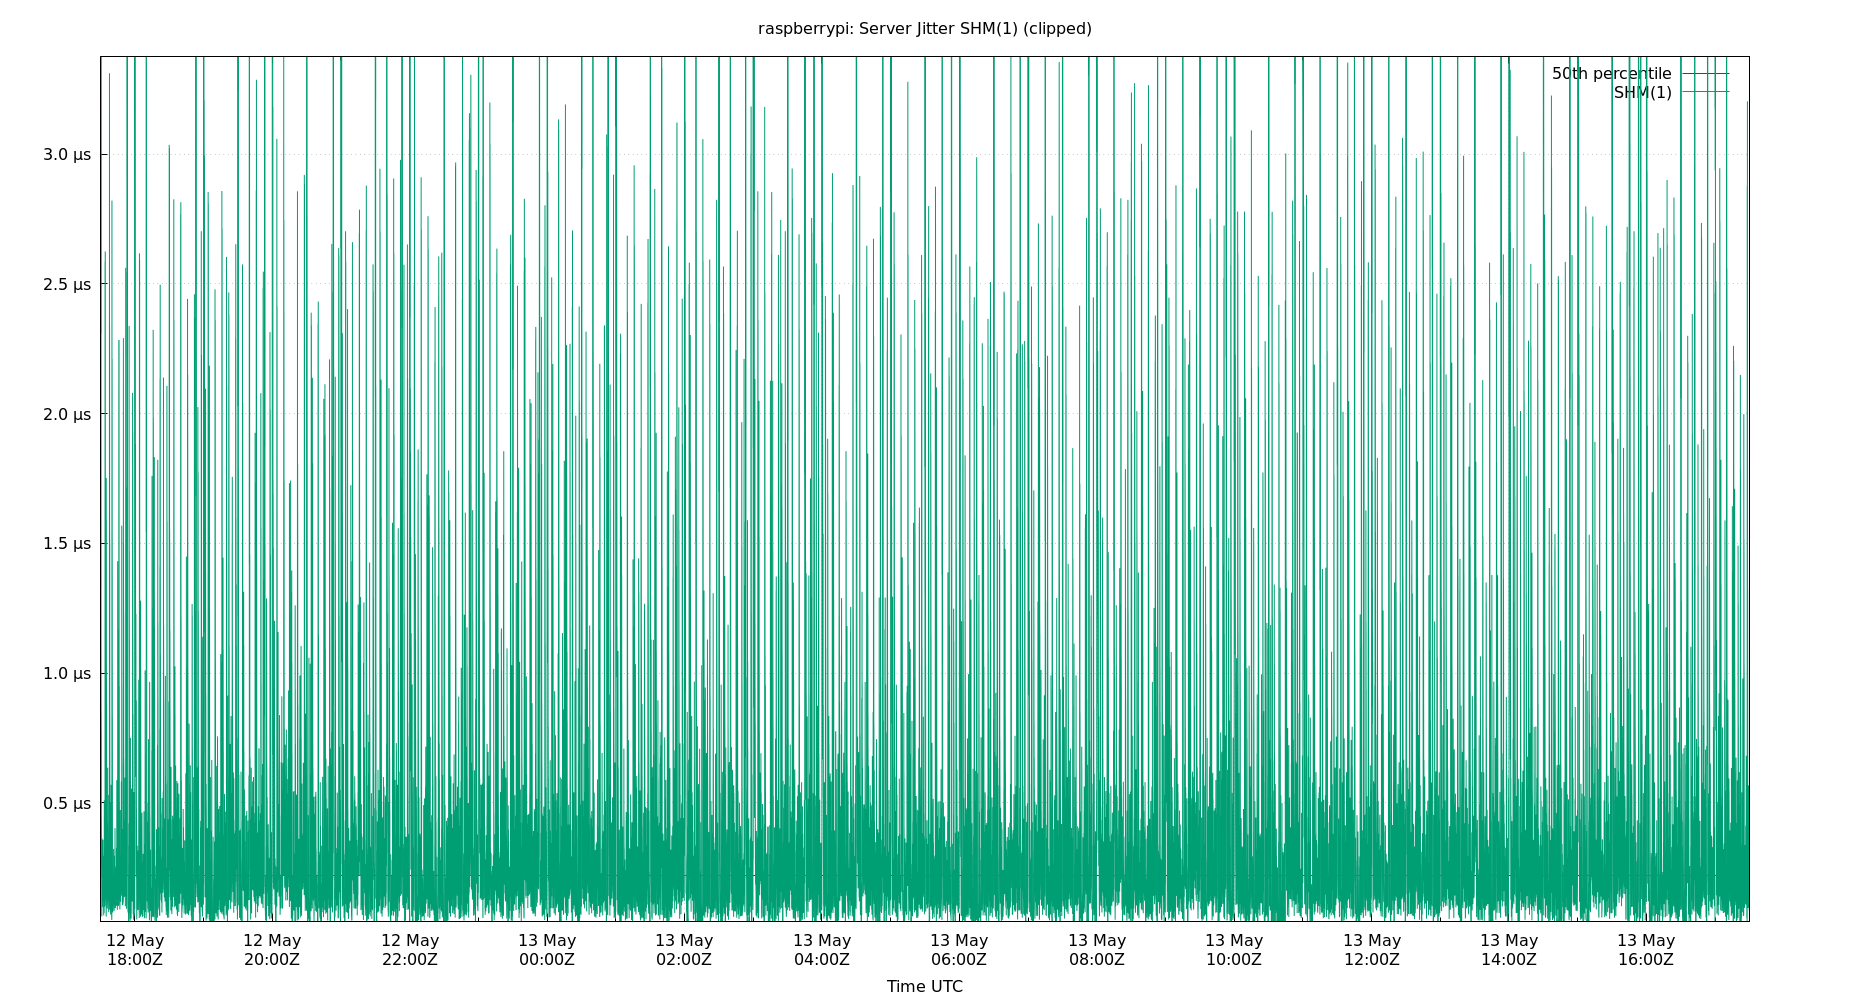 raspberrypi: Server Jitter SHM(1) (clipped)
50th percentile
SHM(1)
3.0 µs
2.5 µs
2.0 µs
1.5 µs
1.0 µs
0.5 µs
12 May 12 May 12 May 13 May 13 May 13 May 13 May 13 May 13 May 13 May 13 May 13 May
18:00Z 20:00Z 22:00Z 00:00Z 02:00Z 04:00Z 06:00Z 08:00Z 10:00Z 12:00Z 14:00Z 16:00Z
Time UTC